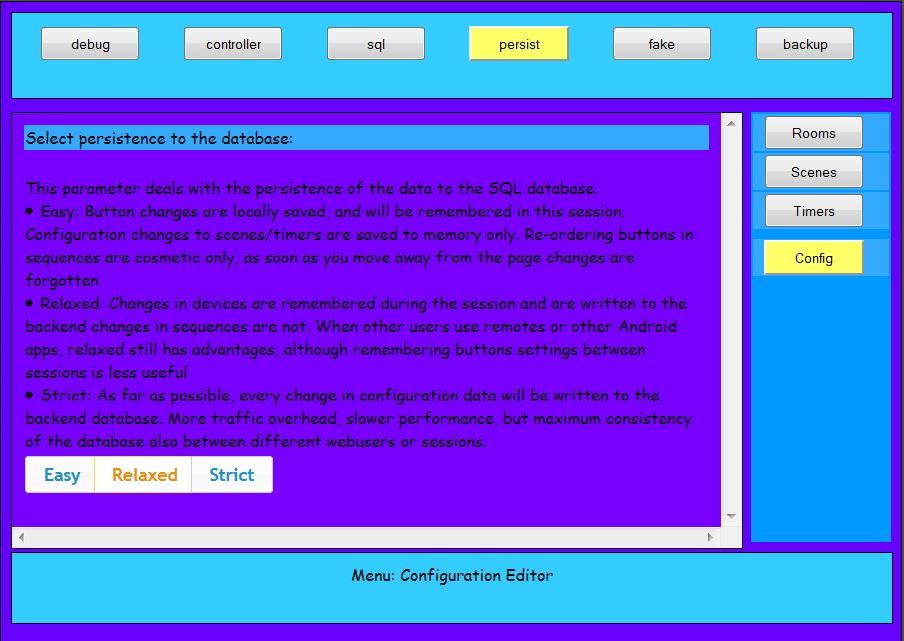 debug controller sql persist fake backup
Select persistence to the database:
This parameter deals with the persistence of the data to the SQL database.
• Easy: Button changes are locally saved, and will be remembered in this session.
Configuration changes to scenes/timers are saved to memory only. Re-ordering buttons in
sequences are cosmetic only, as soon as you move away from the page changes are
forgotten
• Relaxed: Changes in devices are remembered during the session and are written to the
backend changes in sequences are not. When other users use remotes or other Android
apps, relaxed still has advantages, although remembering buttons settings between
sessions is less useful
• Strict: As far as possible, every change in configuration data will be written to the
backend database. More traffic overhead, slower performance, but maximum consistency
of the database also between different webusers or sessions.
Easy Relaxed Strict
Rooms
Scenes
Timers
Config
Menu: Configuration Editor